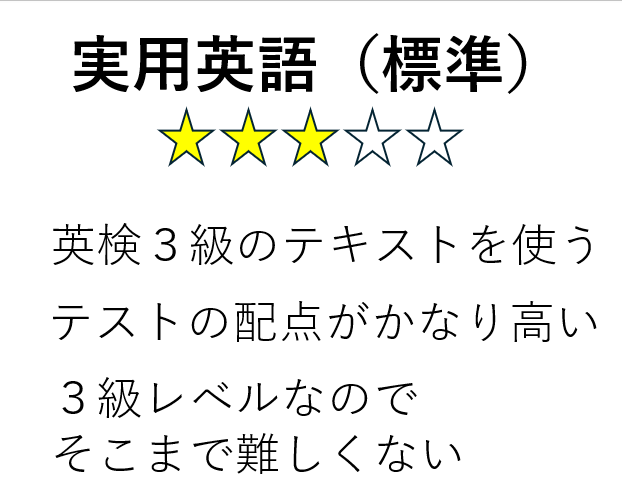 実用英語（標準）
★★★☆☆
英検３級のテキストを使う
テストの配点がかなり高い
３級レベルなので
そこまで難しくない